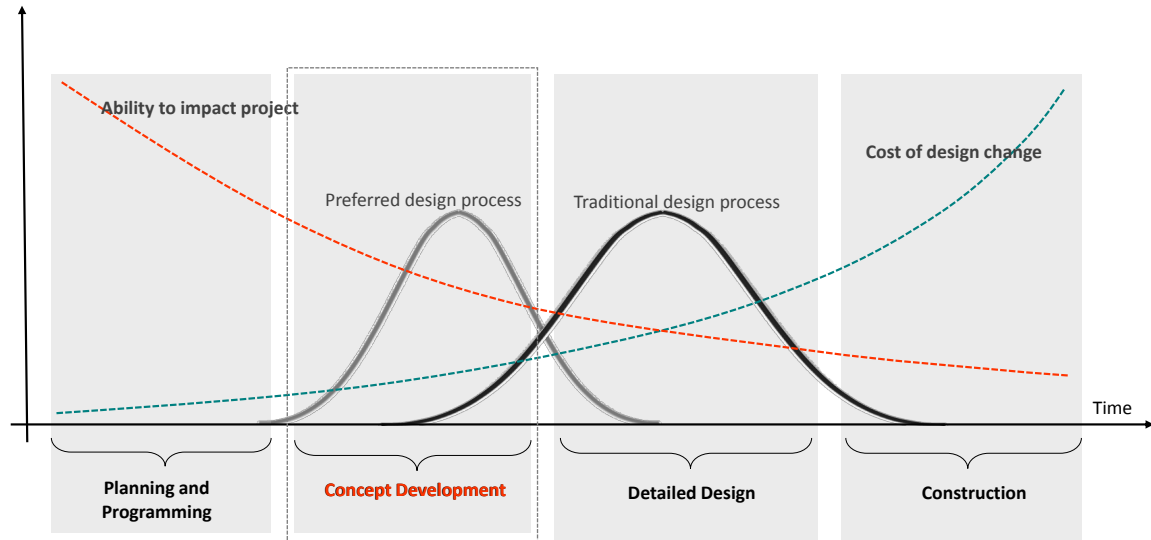 Ability to impact project
Cost of design change
Preferred design process
Traditional design process
Time
Planning and
Programming
Concept Development
Detailed Design
Construction